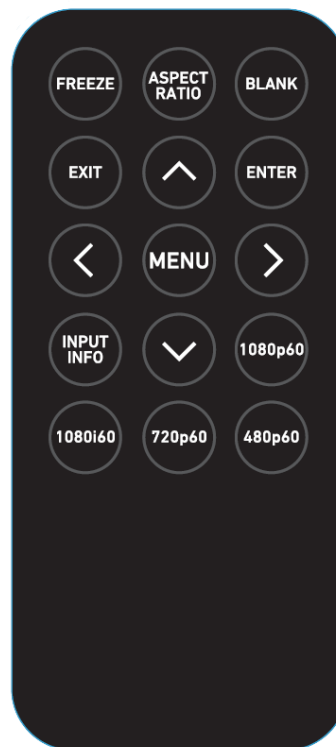 FREEZE
ASPECT
RATIO
BLANK
EXIT
ENTER
MENU
INPUT
INFO
1080p60
1080i60
720p60
480p60